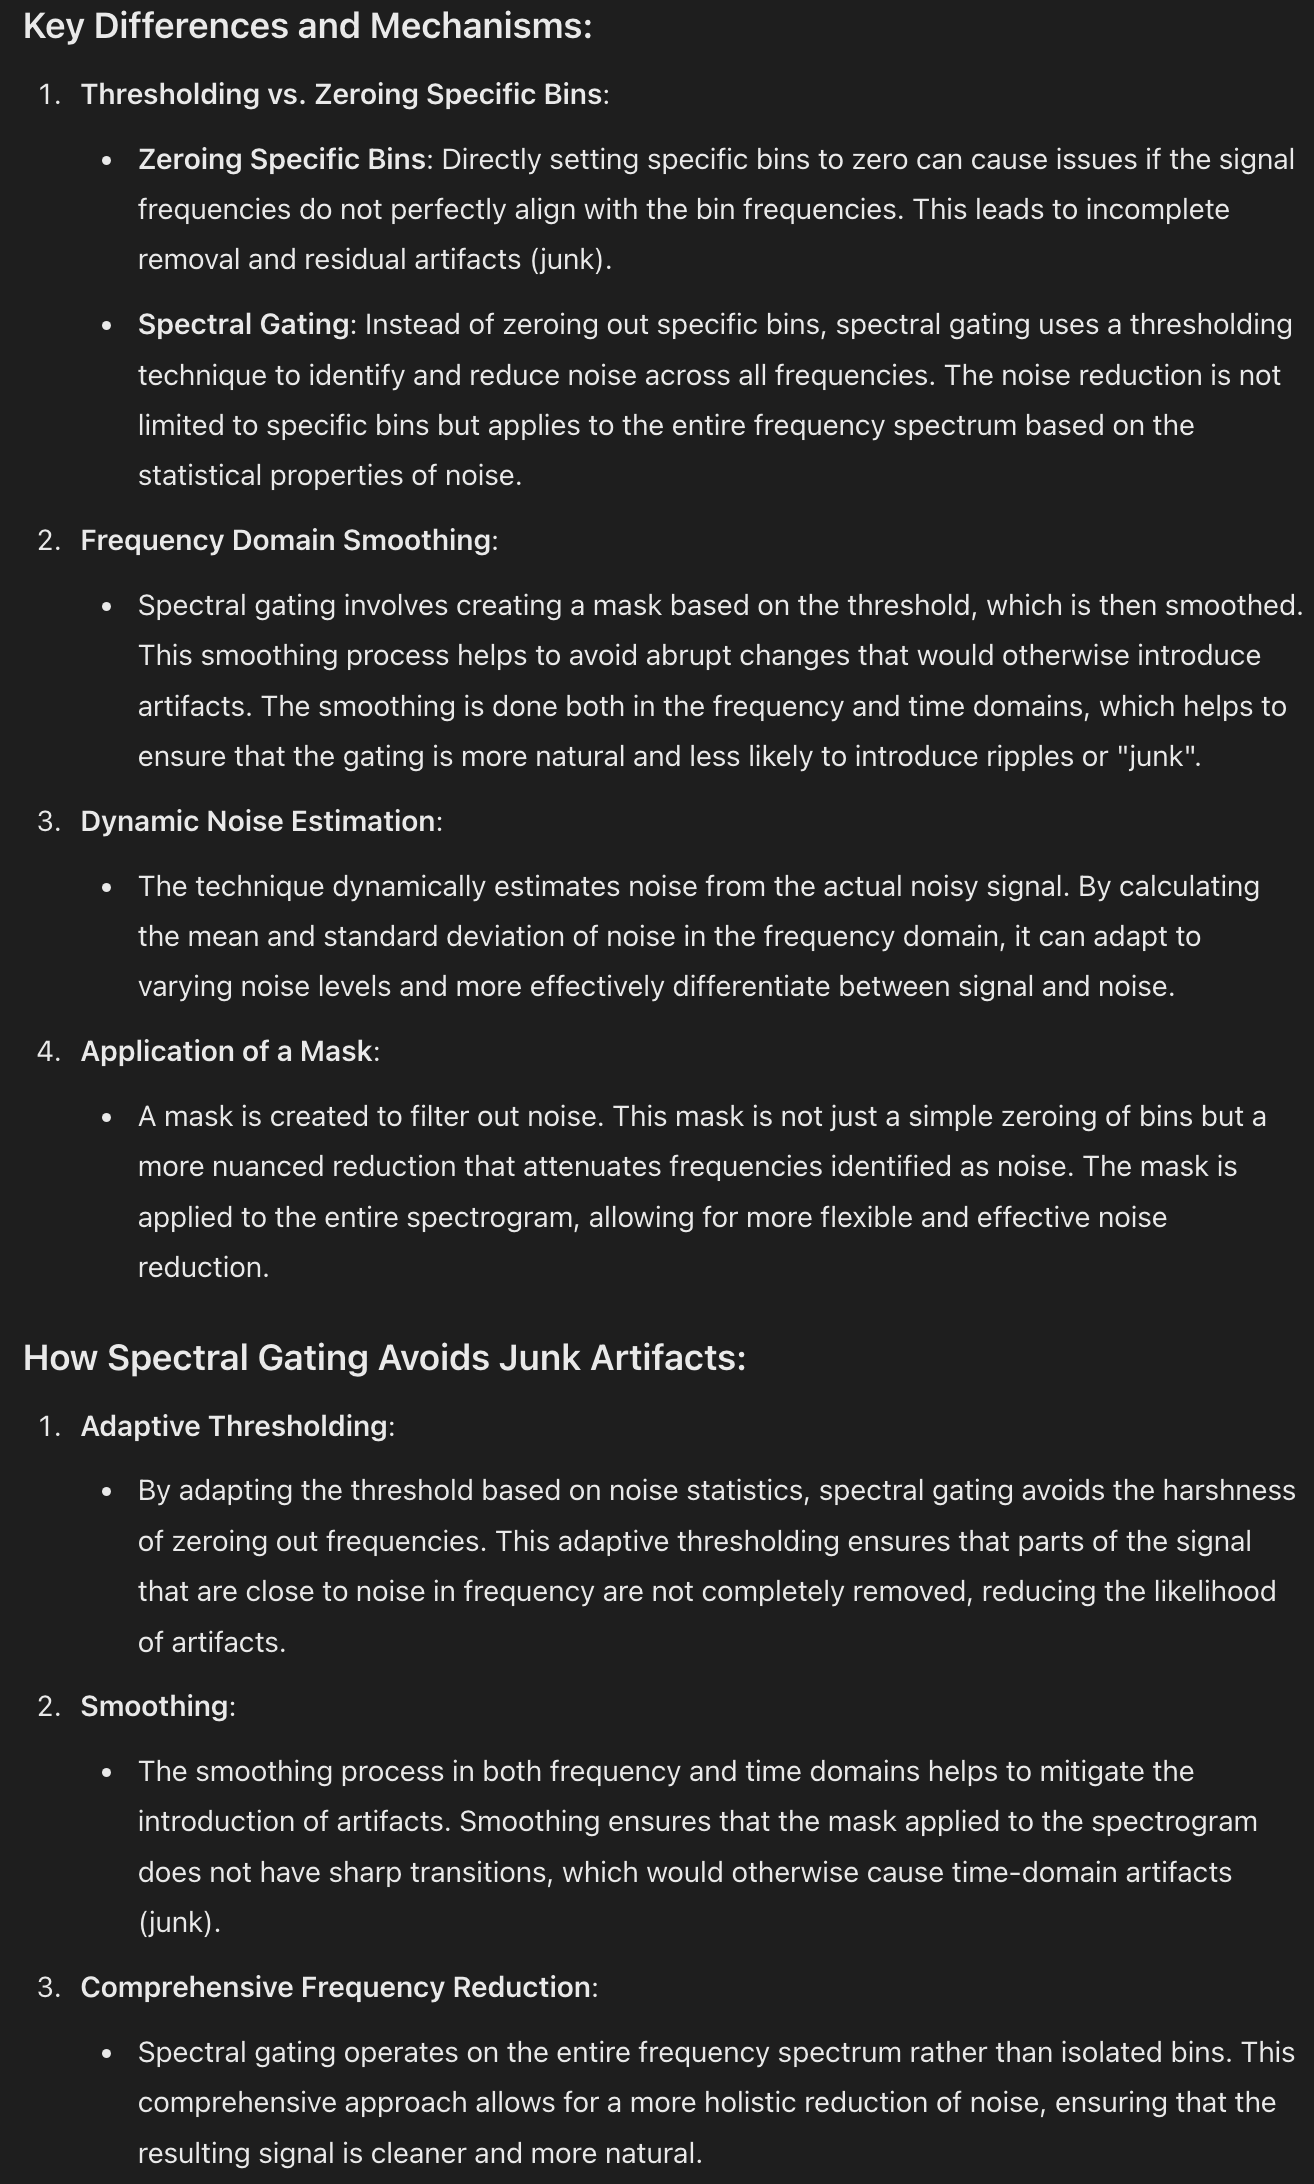 Key Differences and Mechanisms:
1. Thresholding vs. Zeroing Specific Bins:
• Zeroing Specific Bins: Directly setting specific bins to zero can cause issues if the signal
frequencies do not perfectly align with the bin frequencies. This leads to incomplete
removal and residual artifacts (junk).
• Spectral Gating: Instead of zeroing out specific bins, spectral gating uses a thresholding
technique to identify and reduce noise across all frequencies. The noise reduction is not
limited to specific bins but applies to the entire frequency spectrum based on the
statistical properties of noise.
2. Frequency Domain Smoothing:
• Spectral gating involves creating a mask based on the threshold, which is then smoothed.
This smoothing process helps to avoid abrupt changes that would otherwise introduce
artifacts. The smoothing is done both in the frequency and time domains, which helps to
ensure that the gating is more natural and less likely to introduce ripples or "junk".
3. Dynamic Noise Estimation:
• The technique dynamically estimates noise from the actual noisy signal. By calculating
the mean and standard deviation of noise in the frequency domain, it can adapt to
varying noise levels and more effectively differentiate between signal and noise.
4. Application of a Mask:
• A mask is created to filter out noise. This mask is not just a simple zeroing of bins but a
more nuanced reduction that attenuates frequencies identified as noise. The mask is
applied to the entire spectrogram, allowing for more flexible and effective noise
reduction.
How Spectral Gating Avoids Junk Artifacts:
1. Adaptive Thresholding:
• By adapting the threshold based on noise statistics, spectral gating avoids the harshness
of zeroing out frequencies. This adaptive thresholding ensures that parts of the signal
that are close to noise in frequency are not completely removed, reducing the likelihood
of artifacts.
2. Smoothing:
• The smoothing process in both frequency and time domains helps to mitigate the
introduction of artifacts. Smoothing ensures that the mask applied to the spectrogram
does not have sharp transitions, which would otherwise cause time-domain artifacts
(junk).
3. Comprehensive Frequency Reduction:
• Spectral gating operates on the entire frequency spectrum rather than isolated bins. This
comprehensive approach allows for a more holistic reduction of noise, ensuring that the
resulting signal is cleaner and more natural.